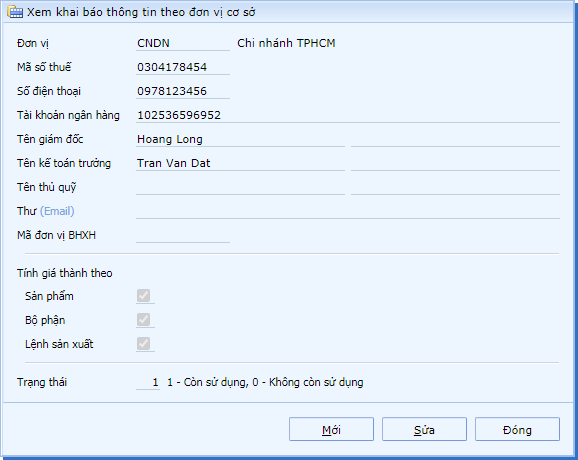 Xem khai báo thông tin theo đơn vị cơ sở
Đơn vị CNDN Chi nhánh TPHCM
Mã số thuế 0304178454
Số điện thoại 0978123456
Tài khoản ngân hàng 102536596952
Tên giám đốc Hoang Long
Tên kế toán trưởng Tran Van Dat
Tên thủ quỹ
Thư (Email)
Mã đơn vị BHXH
Tính giá thành theo
Sản phẩm
Bộ phận
Lệnh sản xuất
Trạng thái 1 1 - Còn sử dụng, 0 - Không còn sử dụng
Mới Sửa Đóng